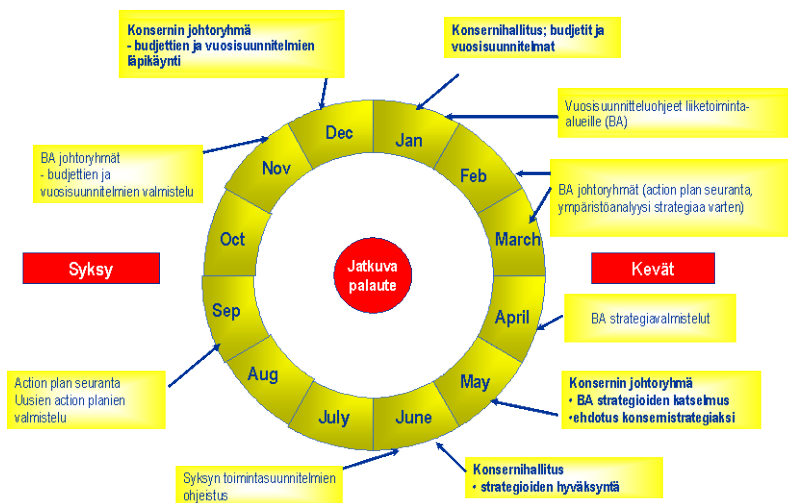 Konsernin johtoryhmä
- budjettien ja vuosisuunnitelmien
läpikäynti
Konsernihallitus; budjetit ja
vuosisuunnitelmat
Vuosisuunnitteluohjeet liiketoiminta-
alueille (BA)
BA johtoryhmät
- budjettien ja
vuosisuunnitelmien valmistelu
BA johtoryhmät (action plan seuranta,
ympäristöanalyysi strategiaa varten)
Dec
Jan
Nov
Feb
Oct
March
Sep
April
Aug
May
July
June
Syksy
Jatkuva
palaute
Kevät
BA strategiavalmistelut
Action plan seuranta
Uusien action planien
valmistelu
Konsernin johtoryhmä
• BA strategioiden katselmus
• ehdotus konsernistrategiaksi
Syksyn toimintasuunnitelmien
ohjeistus
Konsernihallitus
• strategioiden hyväksyntä